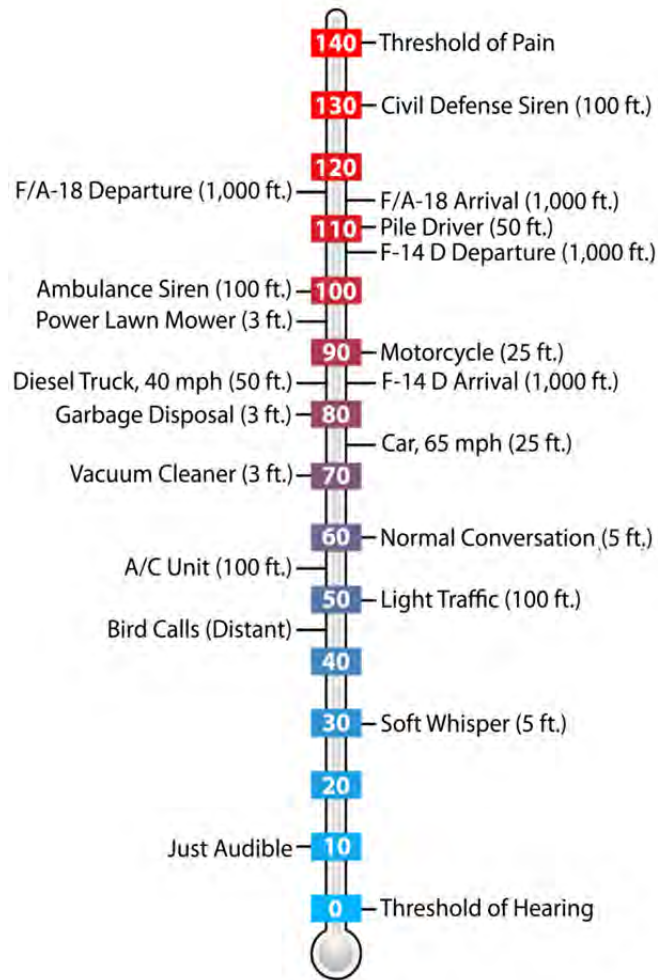 140 Threshold of Pain
130 Civil Defense Siren (100 ft.)
120
F/A-18 Departure (1,000 ft.)
F/A-18 Arrival (1,000 ft.)
110 Pile Driver (50 ft.)
F-14 D Departure (1,000 ft.)
Ambulance Siren (100 ft.) 100
Power Lawn Mower (3 ft.)
90 Motorcycle (25 ft.)
Diesel Truck, 40 mph (50 ft.) F-14 D Arrival (1,000 ft.)
Garbage Disposal (3 ft.) 80
Car, 65 mph (25 ft.)
Vacuum Cleaner (3 ft.) 70
60 Normal Conversation (5 ft.)
A/C Unit (100 ft.)
50 Light Traffic (100 ft.)
Bird Calls (Distant)
40
30 Soft Whisper (5 ft.)
20
Just Audible 10
0 Threshold of Hearing